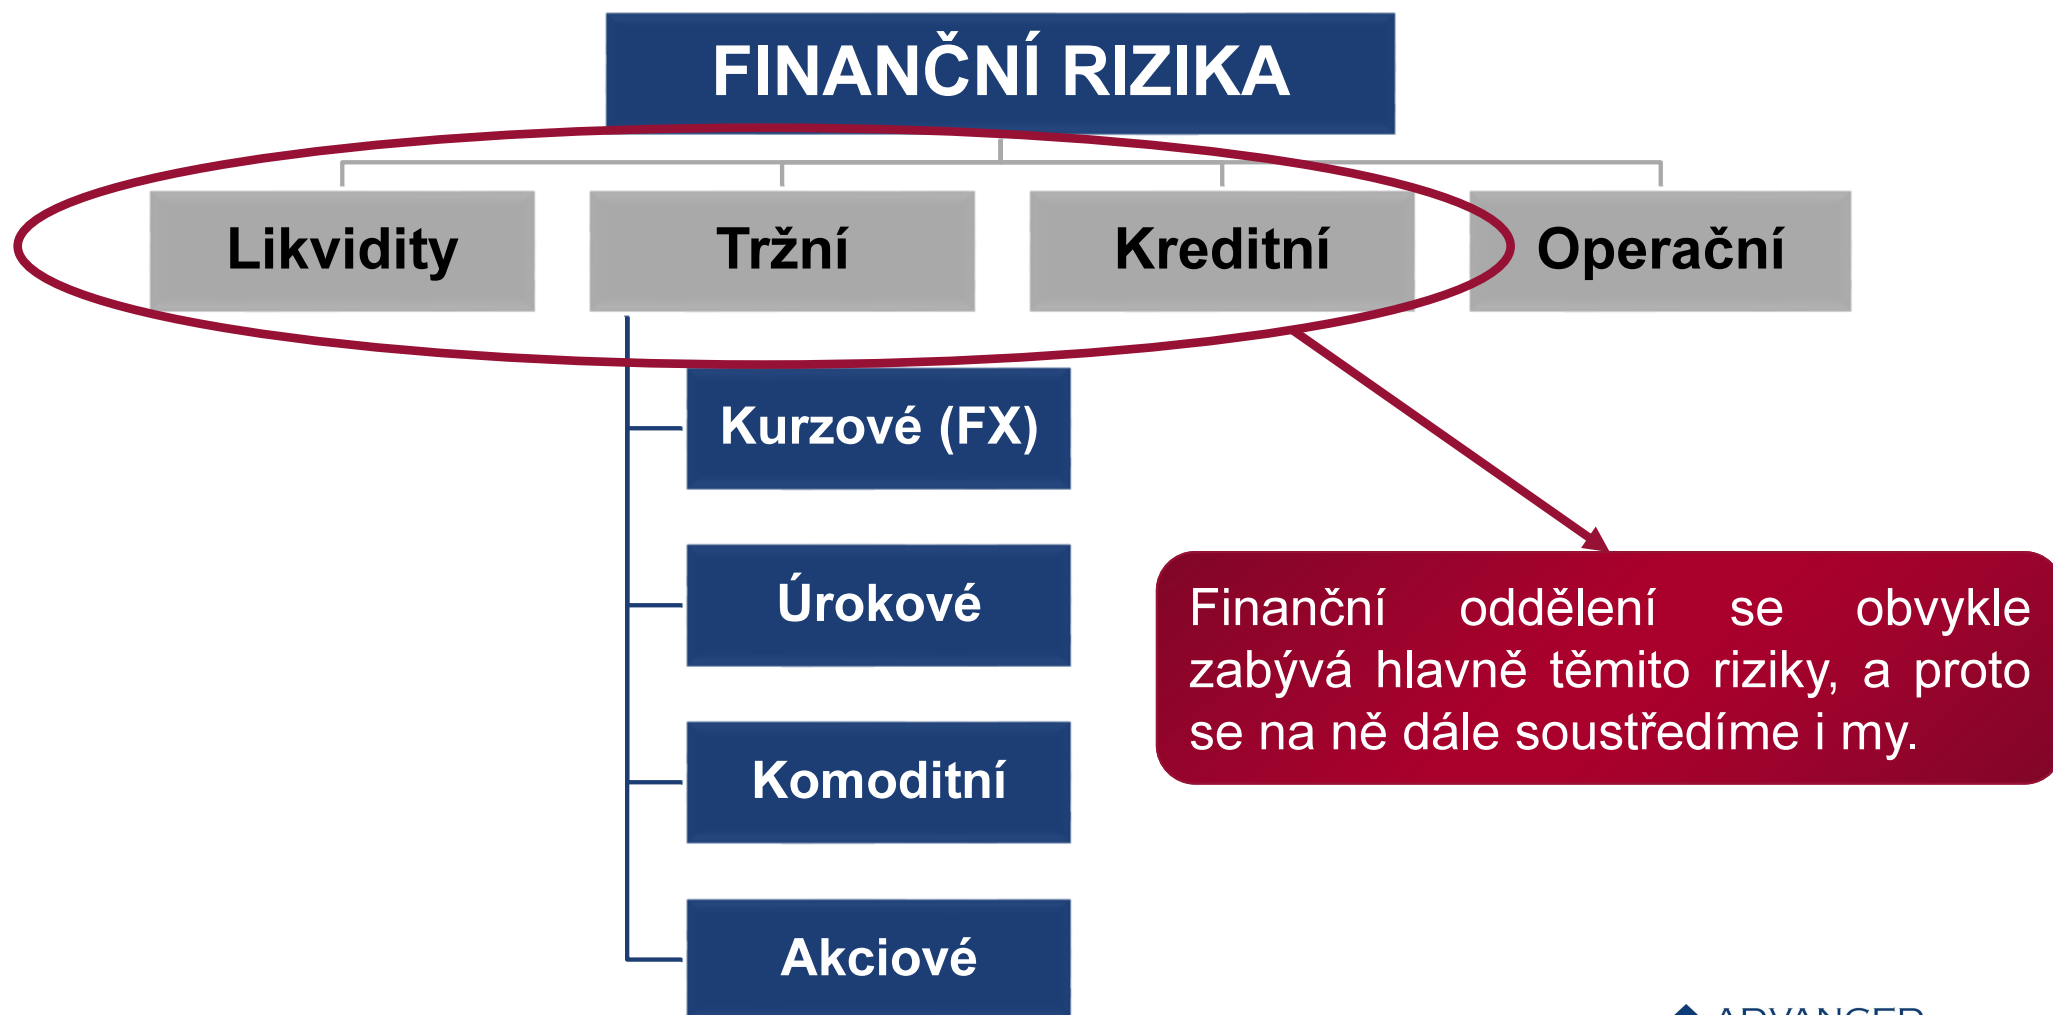 FINANČNÍ RIZIKA
Likvidity
Tržní
Kreditní
Operační
Kurzové (FX)
Úrokové
Komoditní
Akciové
Finanční oddělení se obvykle
zabývá hlavně těmito riziky, a proto
se na ně dále soustředíme i my.